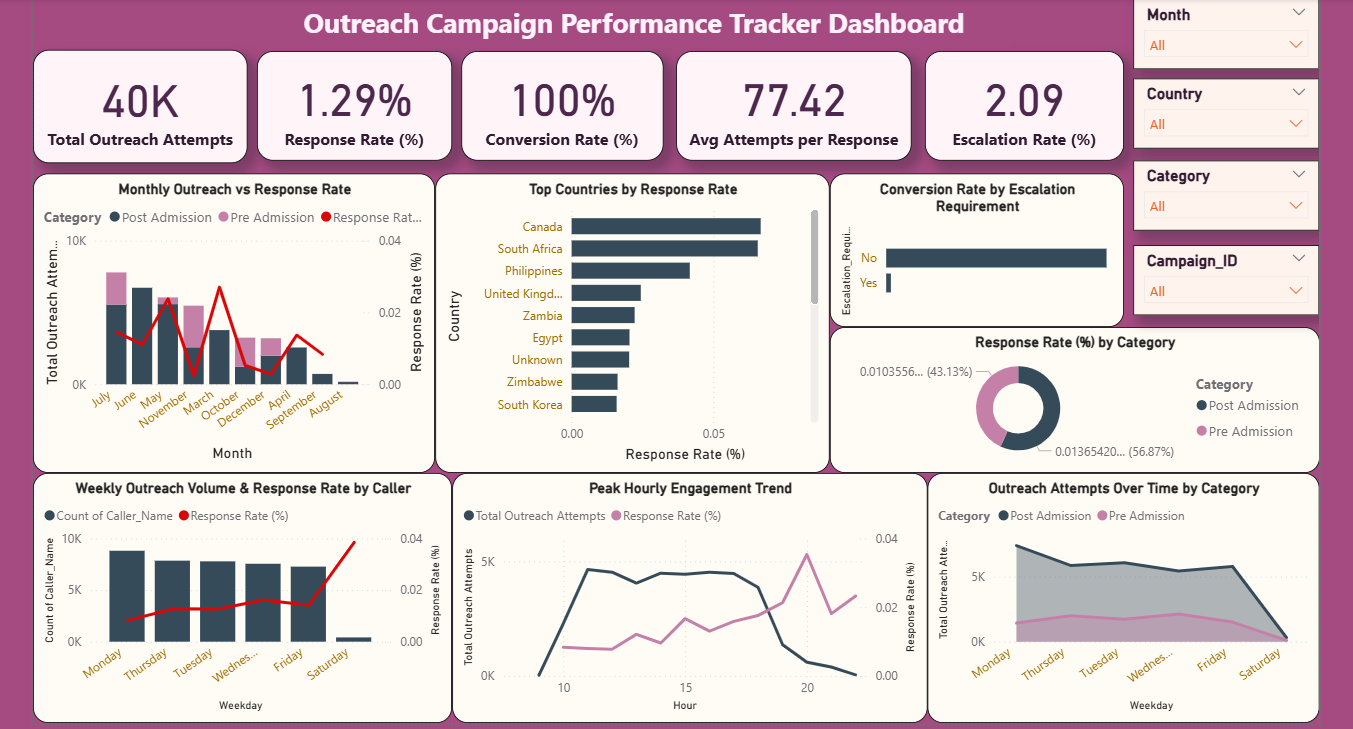 Outreach Campaign Performance Tracker Dashboard
Month
All
Country
All
Category
All
Campaign_ID
All
40K
Total Outreach Attempts
1.29%
Response Rate (%)
100%
Conversion Rate (%)
77.42
Avg Attempts per Response
2.09
Escalation Rate (%)
Monthly Outreach vs Response Rate
Category Post Admission Pre Admission Response Rat...
Total Outreach Attem...
10K
0K
0.04
0.02
0.00
Response Rate (%)
July
June
May
November
March
October
December
April
September
August
Month
Top Countries by Response Rate
Country
Canada
South Africa
Philippines
United Kingd...
Zambia
Egypt
Unknown
Zimbabwe
South Korea
0.00 0.05
Response Rate (%)
Conversion Rate by Escalation
Requirement
Escalation_Requi...
No
Yes
Response Rate (%) by Category
0.0103556... (43.13%)
0.01365420... (56.87%)
Category
Post Admission
Pre Admission
Weekly Outreach Volume & Response Rate by Caller
Count of Caller_Name Response Rate (%)
Count of Caller_Name
10K
5K
0K
0.04
0.02
0.00
Response Rate (%)
Monday
Thursday
Tuesday
Wednes...
Friday
Saturday
Weekday
Peak Hourly Engagement Trend
Total Outreach Attempts Response Rate (%)
Total Outreach Attempts
5K
0K
0.04
0.02
0.00
Response Rate (%)
10 15 20
Hour
Outreach Attempts Over Time by Category
Category Post Admission Pre Admission
Total Outreach Atte...
5K
0K
Monday
Thursday
Tuesday
Wednes...
Friday
Saturday
Weekday